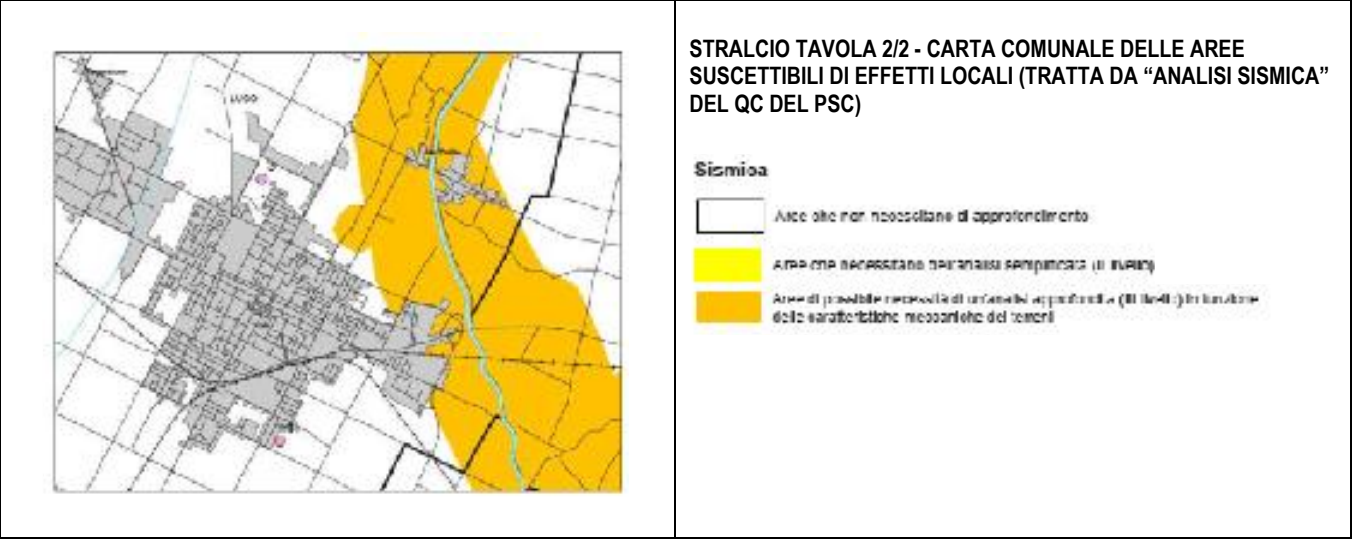 STRALCIO TAVOLA 2/2 - CARTA COMUNALE DELLE AREE
SUSCETTIBILI DI EFFETTI LOCALI (TRATTA DA “ANALISI SISMICA”
DEL QC DEL PSC)
LUGO
Sismica
Aree che non necessitano di approfondimento
Aree che necessitano dell'analisi semplificata (II livello)
Aree di possibile necessità di un'analisi approfondita (III livello) in funzione
delle caratteristiche meccaniche dei terreni